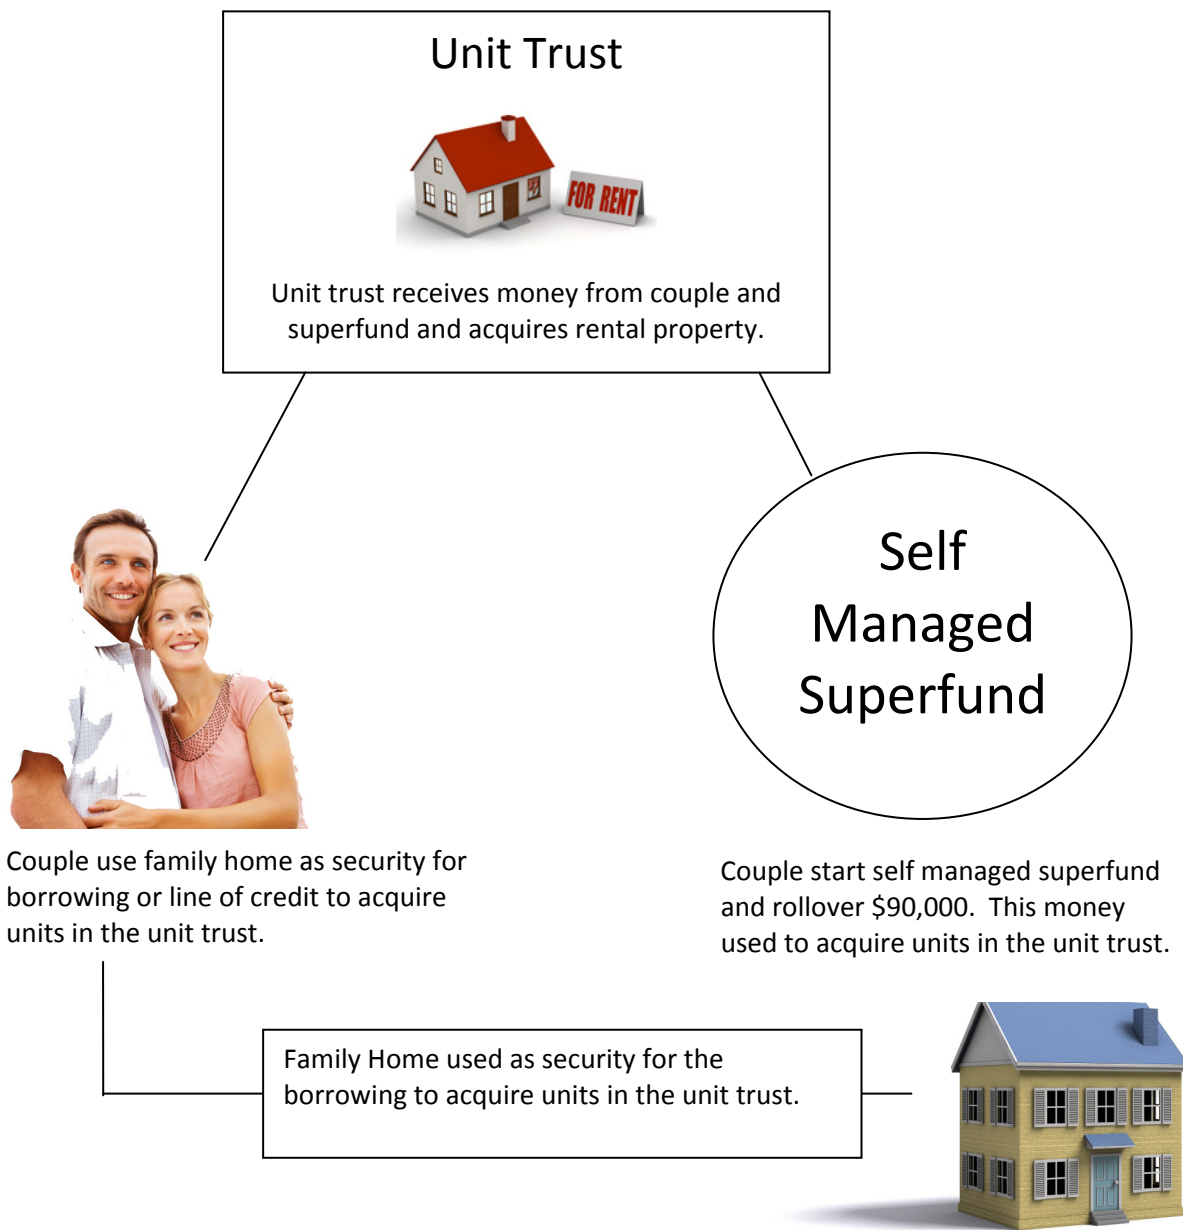 Unit Trust
FOR RENT
Unit trust receives money from couple and
superfund and acquires rental property.
Self
Managed
Superfund
Couple use family home as security for
borrowing or line of credit to acquire
units in the unit trust.
Couple start self managed superfund
and rollover $90,000.  This money
used to acquire units in the unit trust.
Family Home used as security for the
borrowing to acquire units in the unit trust.